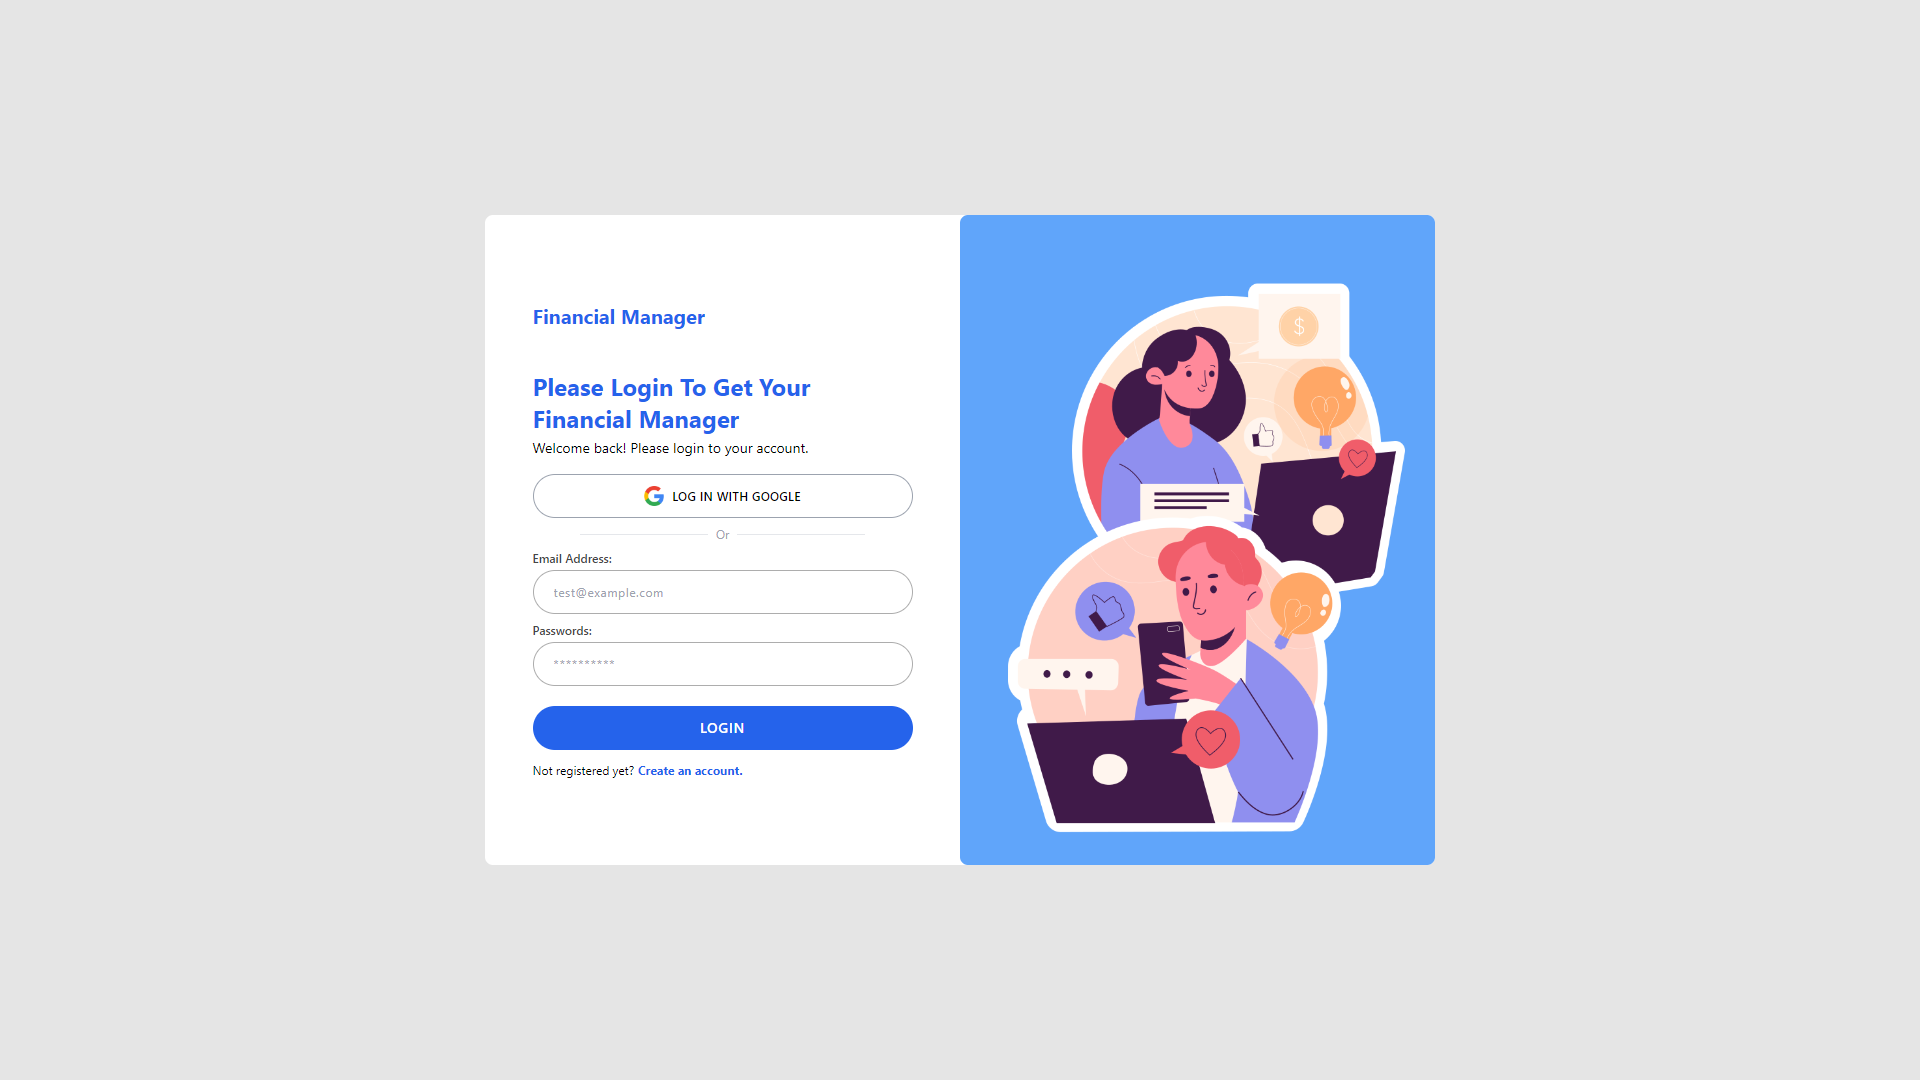 Financial Manager
Please Login To Get Your
Financial Manager
Welcome back! Please login to your account.
LOG IN WITH GOOGLE
Or
Email Address:
test@example.com
Passwords:
**********
LOGIN
Not registered yet? Create an account.
$